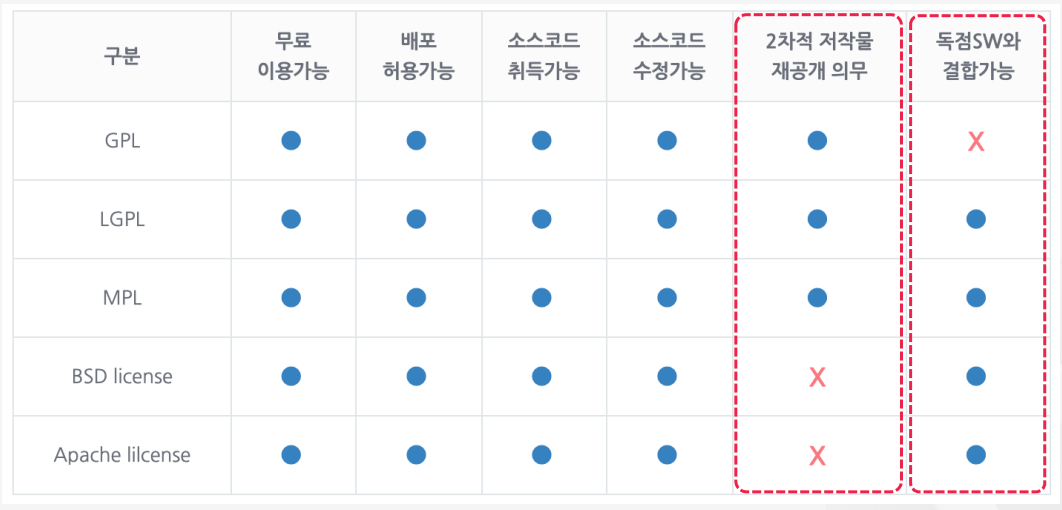 구분
무료
이용가능
배포
허용가능
소스코드
취득가능
소스코드
수정가능
2차적 저작물
재공개 의무
독점SW와
결합가능
GPL
X
LGPL
MPL
BSD license
X
Apache lilcense
X